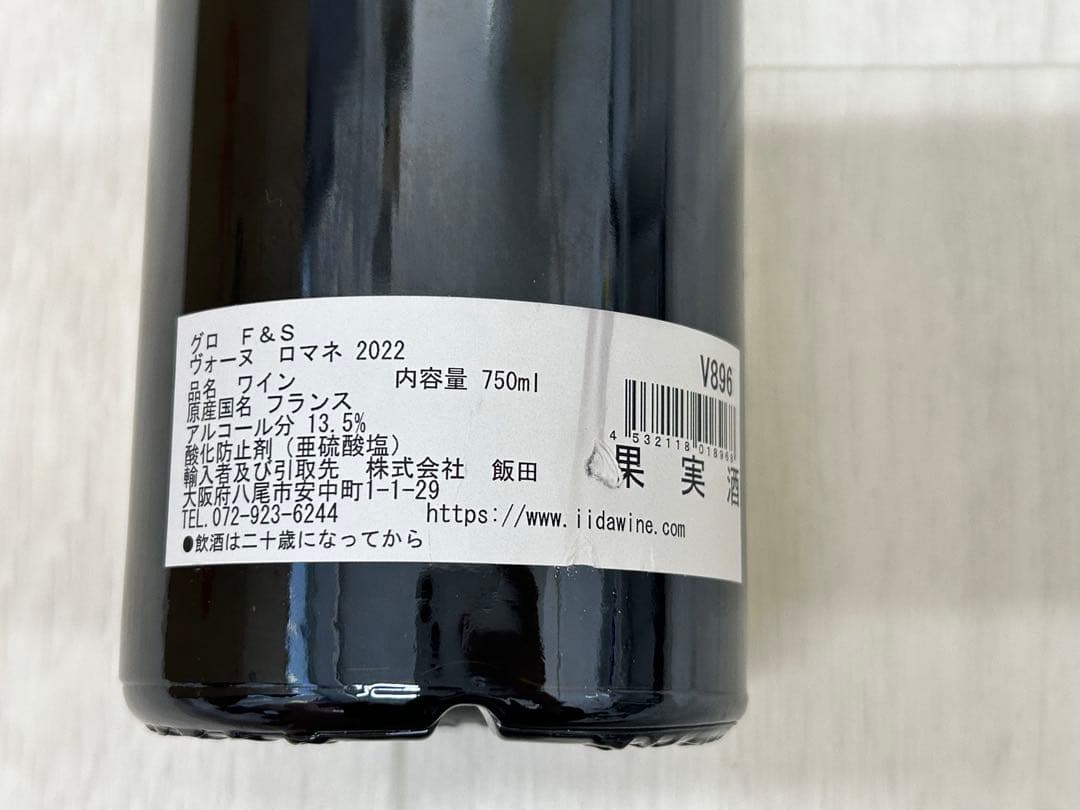 グロ　F＆S
ヴォーヌ　ロマネ 2022
品名　ワイン　内容量 750ml
原産国名 フランス
アルコール分 13.5%
酸化防止剤（亜硫酸塩）
輸入者及び引取先　株式会社　飯田
大阪府八尾市安中町1-1-29
TEL.072-923-6244　https://www.iidawine.com
●飲酒は二十歳になってから
V896
4 532118 018968
果 実 酒